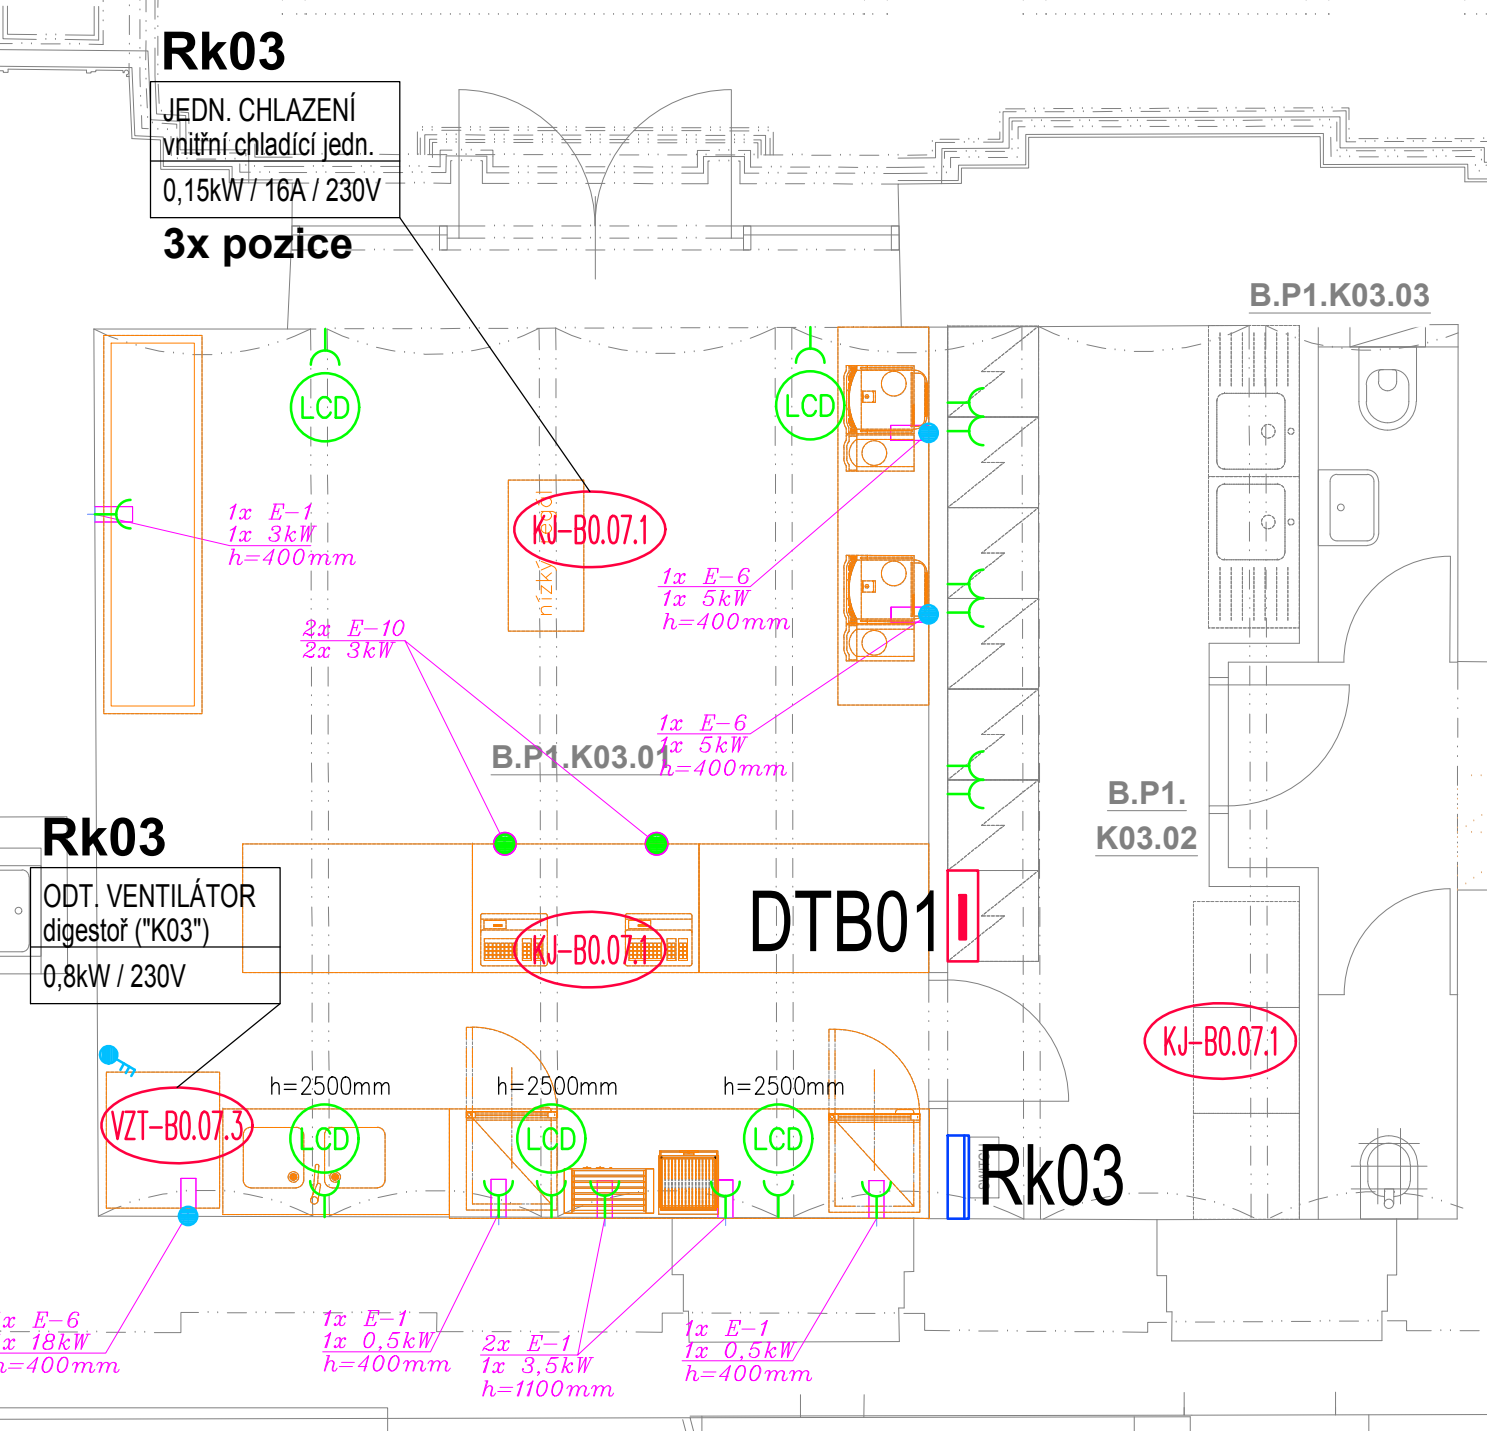 Rk03
JEDN. CHLAZENÍ
vnitřní chladící jedn.
0,15kW / 16A / 230V
3x pozice
B.P1.K03.03
LCD
LCD
1x E-1
1x 3kW
h=400mm
KJ-B0.07.1
nízký
1x E-6
1x 5kW
h=400mm
2x E-10
2x 3kW
1x E-6
1x 5kW
h=400mm
B.P1.K03.01
B.P1.
K03.02
Rk03
ODT. VENTILÁTOR
digestoř ("K03")
0,8kW / 230V
DTB01
KJ-B0.07.1
KJ-B0.07.1
h=2500mm
h=2500mm
h=2500mm
VZT-B0.07.3
LCD
LCD
LCD
Rk03
x E-6
x 18kW
h=400mm
1x E-1
1x 0,5kW
h=400mm
2x E-1
1x 3,5kW
h=1100mm
1x E-1
1x 0,5kW
h=400mm